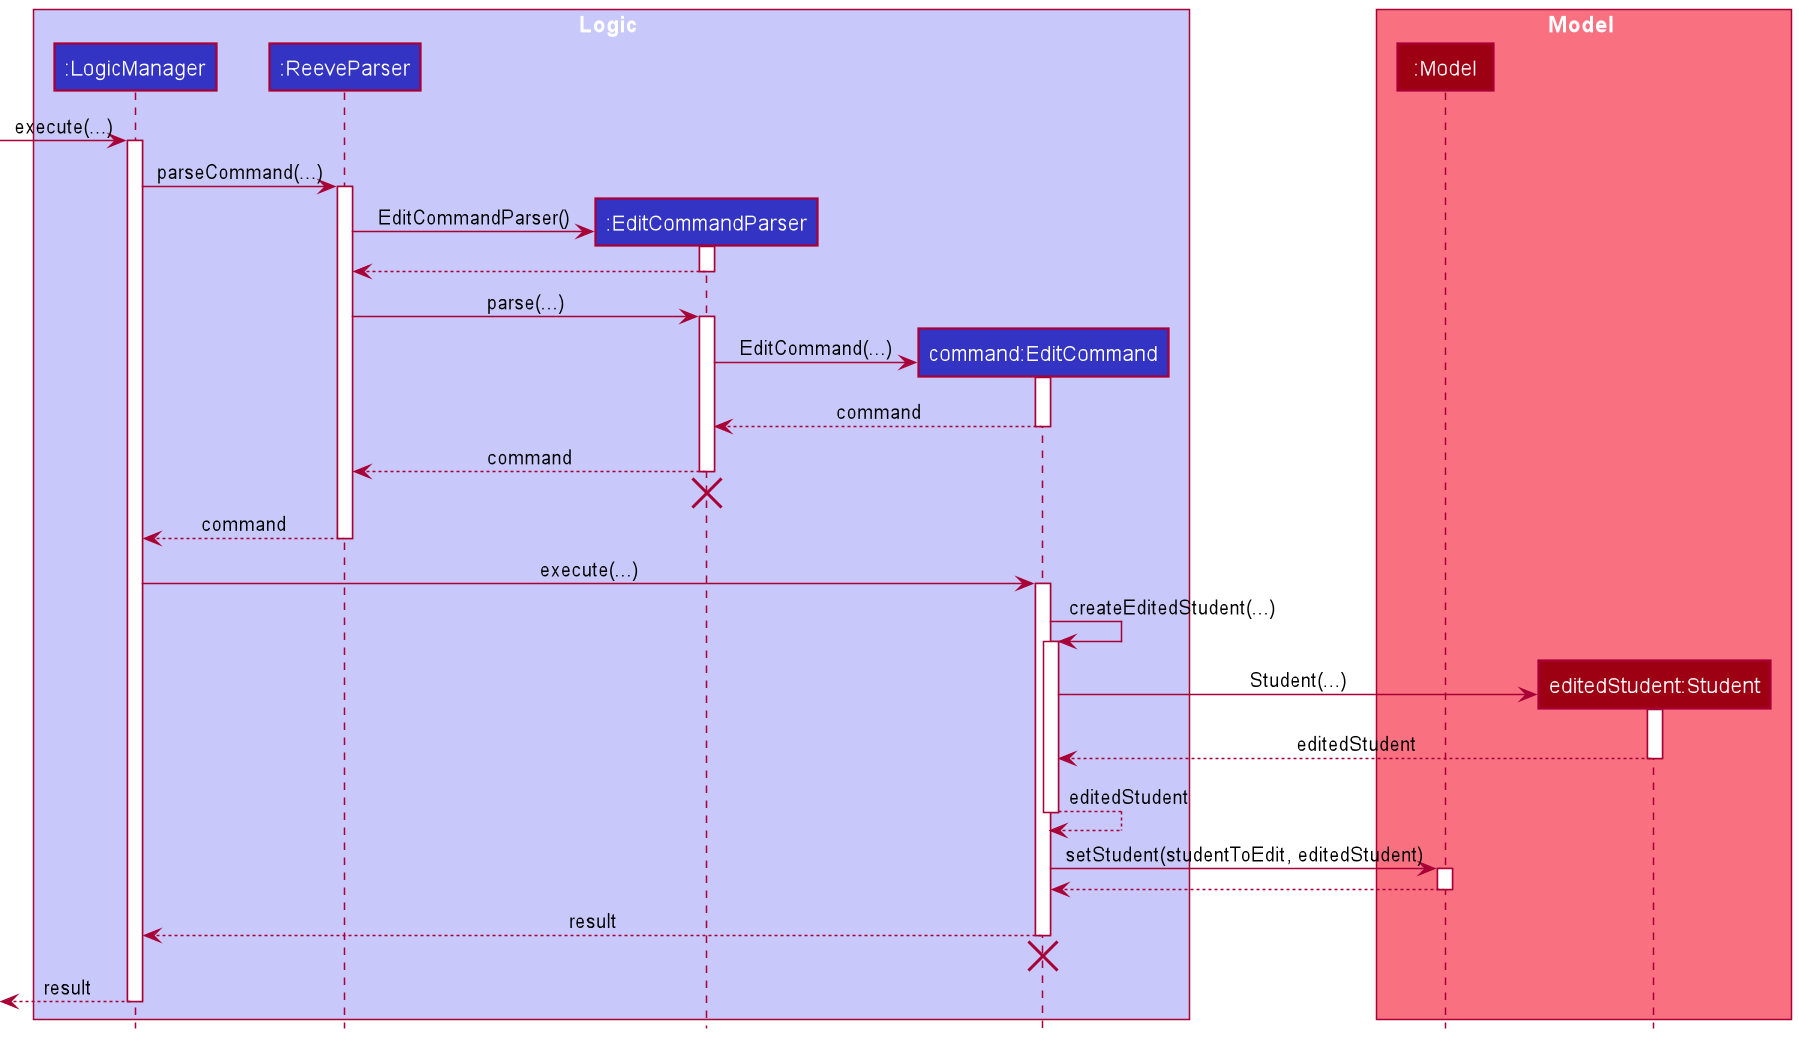 Logic
Model
:LogicManager
:ReeveParser
:Model
execute(...)
parseCommand(...)
EditCommandParser()
:EditCommandParser
parse(...)
EditCommand(...)
command:EditCommand
command
command
command
execute(...)
createEditedStudent(...)
Student(...)
editedStudent:Student
editedStudent
editedStudent
setStudent(studentToEdit, editedStudent)
result
result